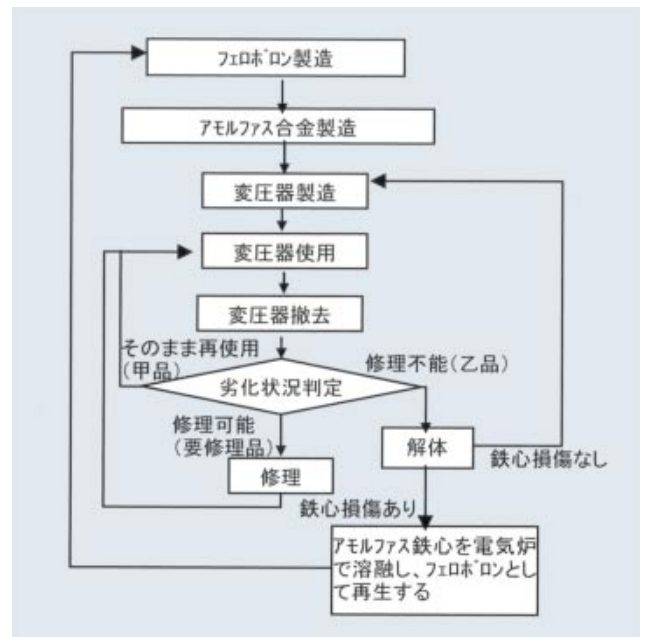 フェロボロン製造
アモルファス合金製造
変圧器製造
変圧器使用
変圧器撤去
そのまま再使用
(甲品)
修理不能(乙品)
劣化状況判定
修理可能
(要修理品)
解体
鉄心損傷なし
修理
鉄心損傷あり
アモルファス鉄心を電気炉
で溶融し、フェロボロンとし
て再生する